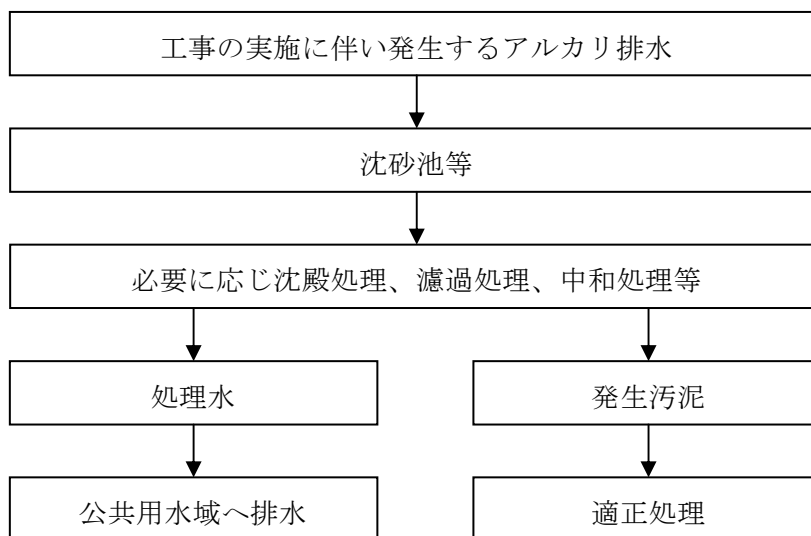 工事の実施に伴い発生するアルカリ排水
沈砂池等
必要に応じ沈殿処理、濾過処理、中和処理等
処理水
発生汚泥
公共用水域へ排水
適正処理